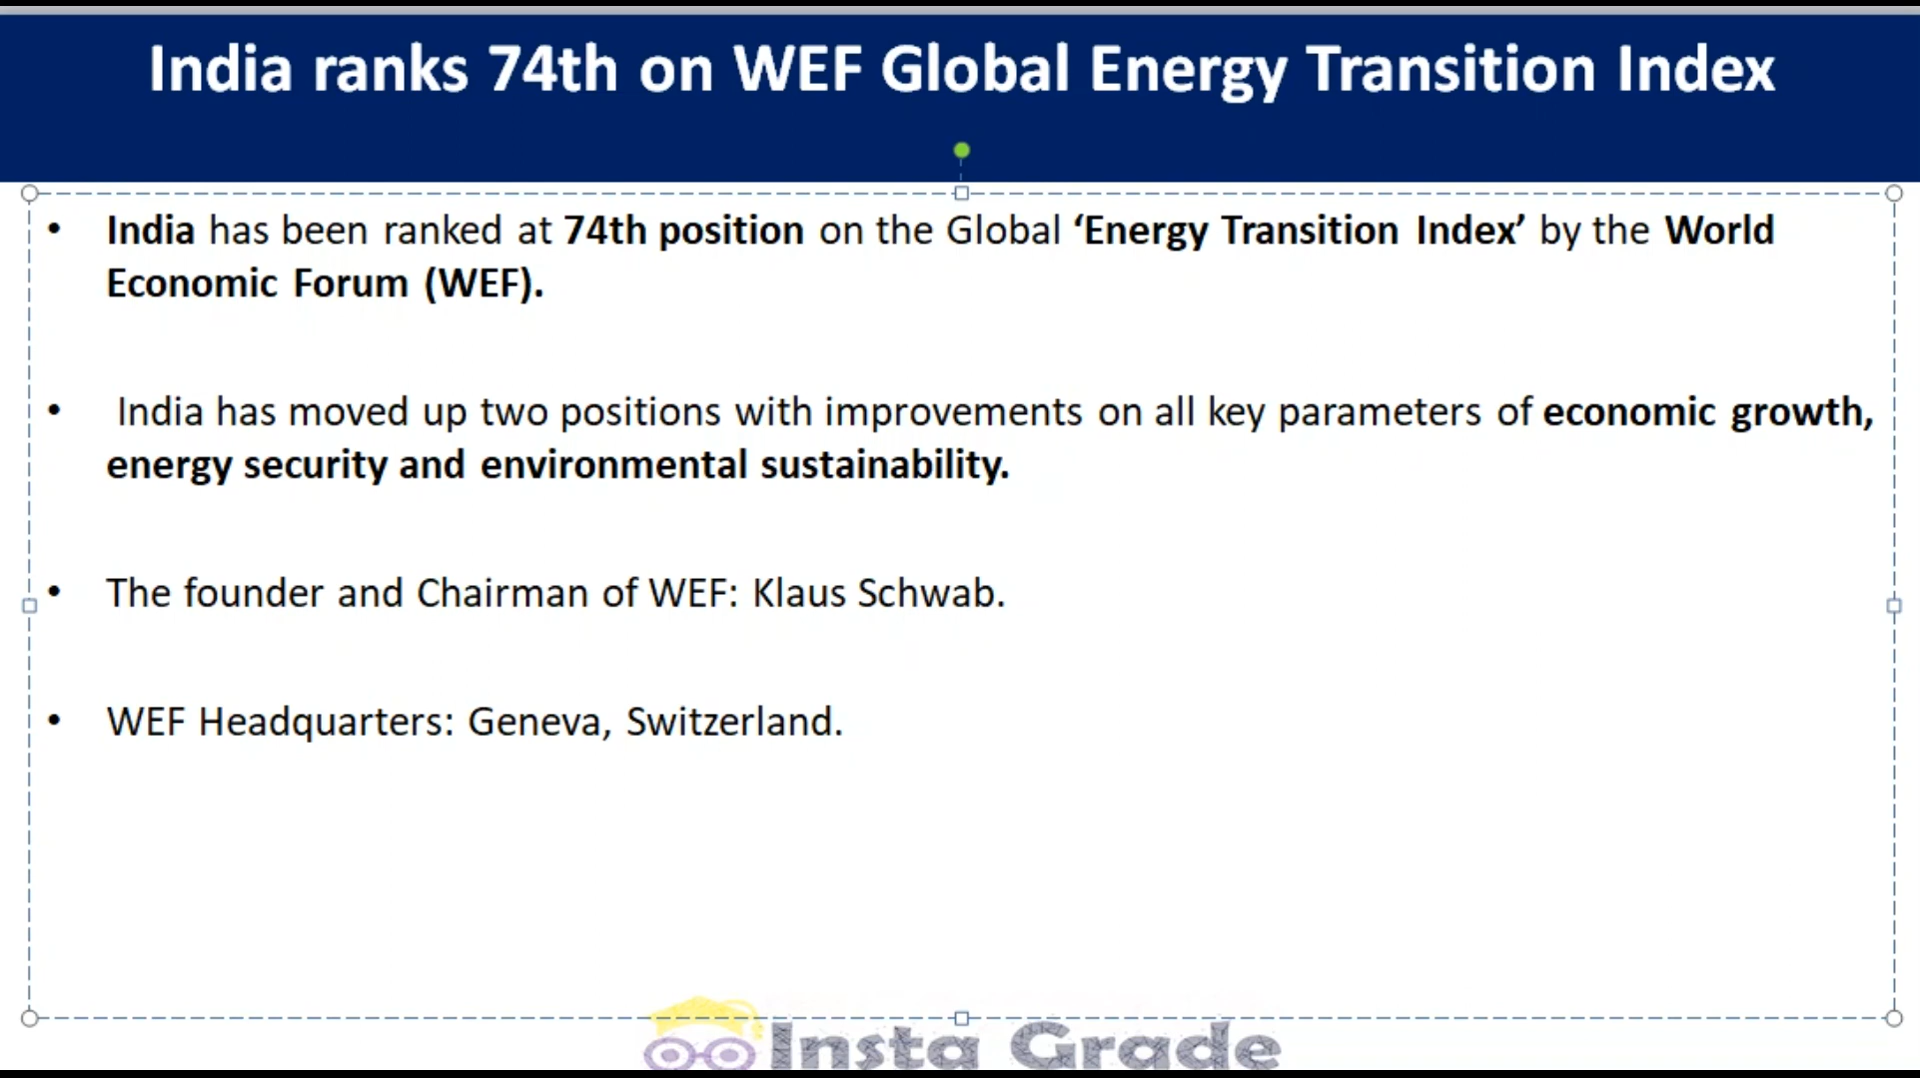 India ranks 74th on WEF Global Energy Transition Index
• India has been ranked at 74th position on the Global ‘Energy Transition Index’ by the World
Economic Forum (WEF).
• India has moved up two positions with improvements on all key parameters of economic growth,
energy security and environmental sustainability.
• The founder and Chairman of WEF: Klaus Schwab.
• WEF Headquarters: Geneva, Switzerland.
Insta Grade